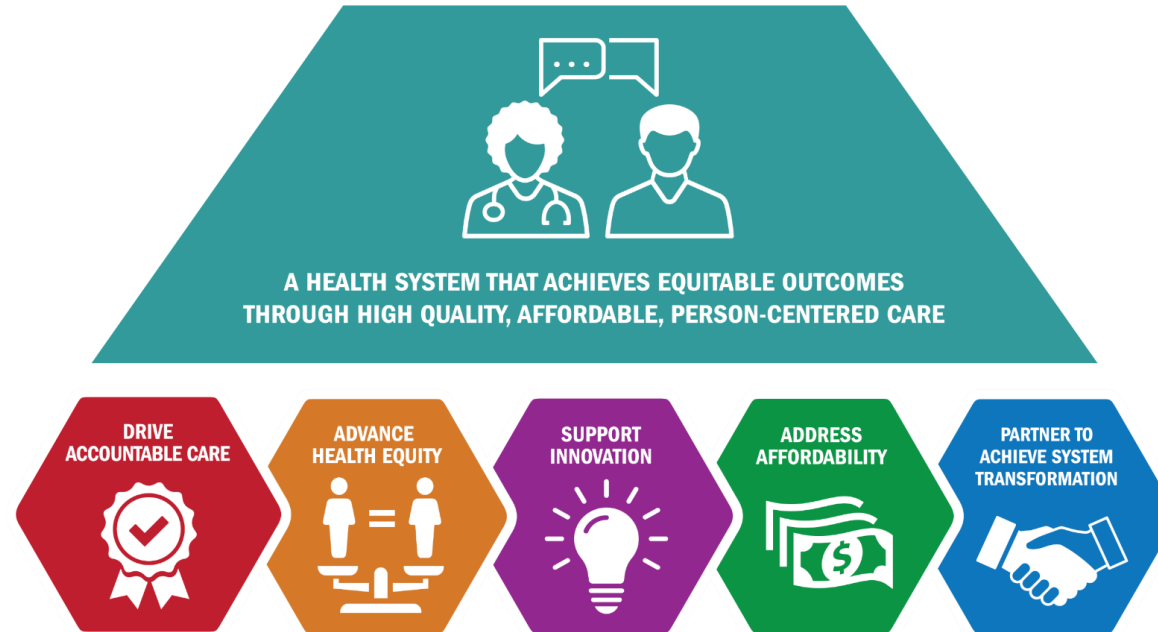 A HEALTH SYSTEM THAT ACHIEVES EQUITABLE OUTCOMES
THROUGH HIGH QUALITY, AFFORDABLE, PERSON-CENTERED CARE
DRIVE
ACCOUNTABLE CARE
ADVANCE
HEALTH EQUITY
=
SUPPORT
INNOVATION
ADDRESS
AFFORDABILITY
$
PARTNER TO
ACHIEVE SYSTEM
TRANSFORMATION